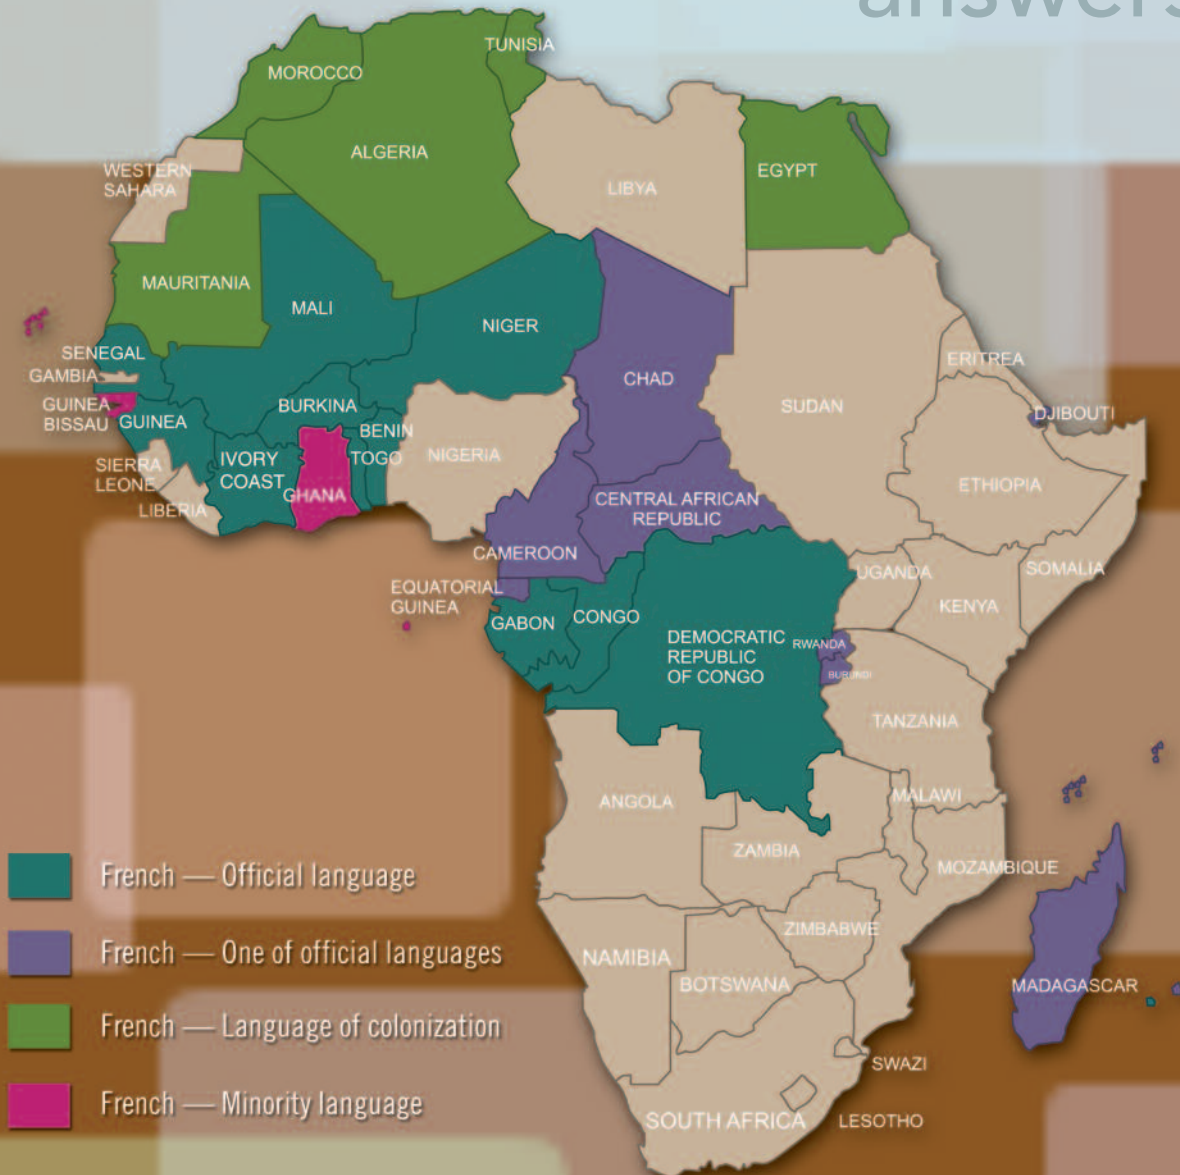 answers
TUNISIA
MOROCCO
ALGERIA
WESTERN
SAHARA
LIBYA
EGYPT
MAURITANIA
MALI
NIGER
SENEGAL
GAMBIA
GUINEA
BISSAU
GUINEA
BURKINA
BENIN
TOGO
IVORY
COAST
GHANA
SIERRA
LEONE
LIBERIA
NIGERIA
CHAD
SUDAN
ERITREA
DJIBOUTI
ETHIOPIA
CENTRAL AFRICAN
REPUBLIC
CAMEROON
EQUATORIAL
GUINEA
GABON
CONGO
DEMOCRATIC
REPUBLIC
OF CONGO
UGANDA
KENYA
SOMALIA
RWANDA
BURUNDI
TANZANIA
ANGOLA
MALAWI
ZAMBIA
MOZAMBIQUE
ZIMBABWE
NAMIBIA
BOTSWANA
MADAGASCAR
SWAZI
SOUTH AFRICA
LESOTHO
French — Official language
French — One of official languages
French — Language of colonization
French — Minority language